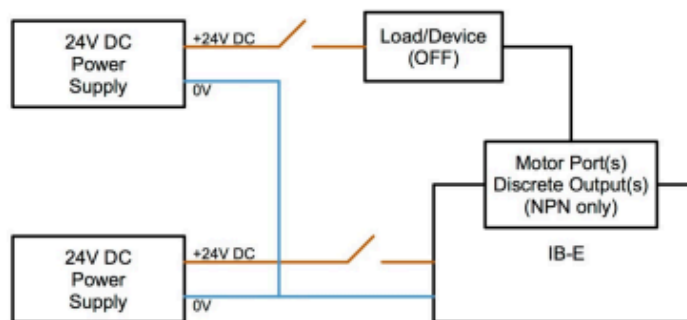 24V DC
Power
Supply
+24V DC
0V
Load/Device
(OFF)
Motor Port(s)
Discrete Output(s)
(NPN only)
IB-E
24V DC
Power
Supply
+24V DC
0V